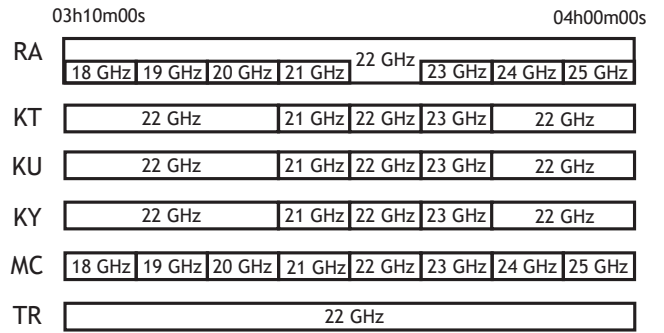 03h10m00s 04h00m00s
RA 22 GHz
18 GHz 19 GHz 20 GHz 21 GHz 23 GHz 24 GHz 25 GHz
KT 22 GHz 21 GHz 22 GHz 23 GHz 22 GHz
KU 22 GHz 21 GHz 22 GHz 23 GHz 22 GHz
KY 22 GHz 21 GHz 22 GHz 23 GHz 22 GHz
MC 18 GHz 19 GHz 20 GHz 21 GHz 22 GHz 23 GHz 24 GHz 25 GHz
TR 22 GHz